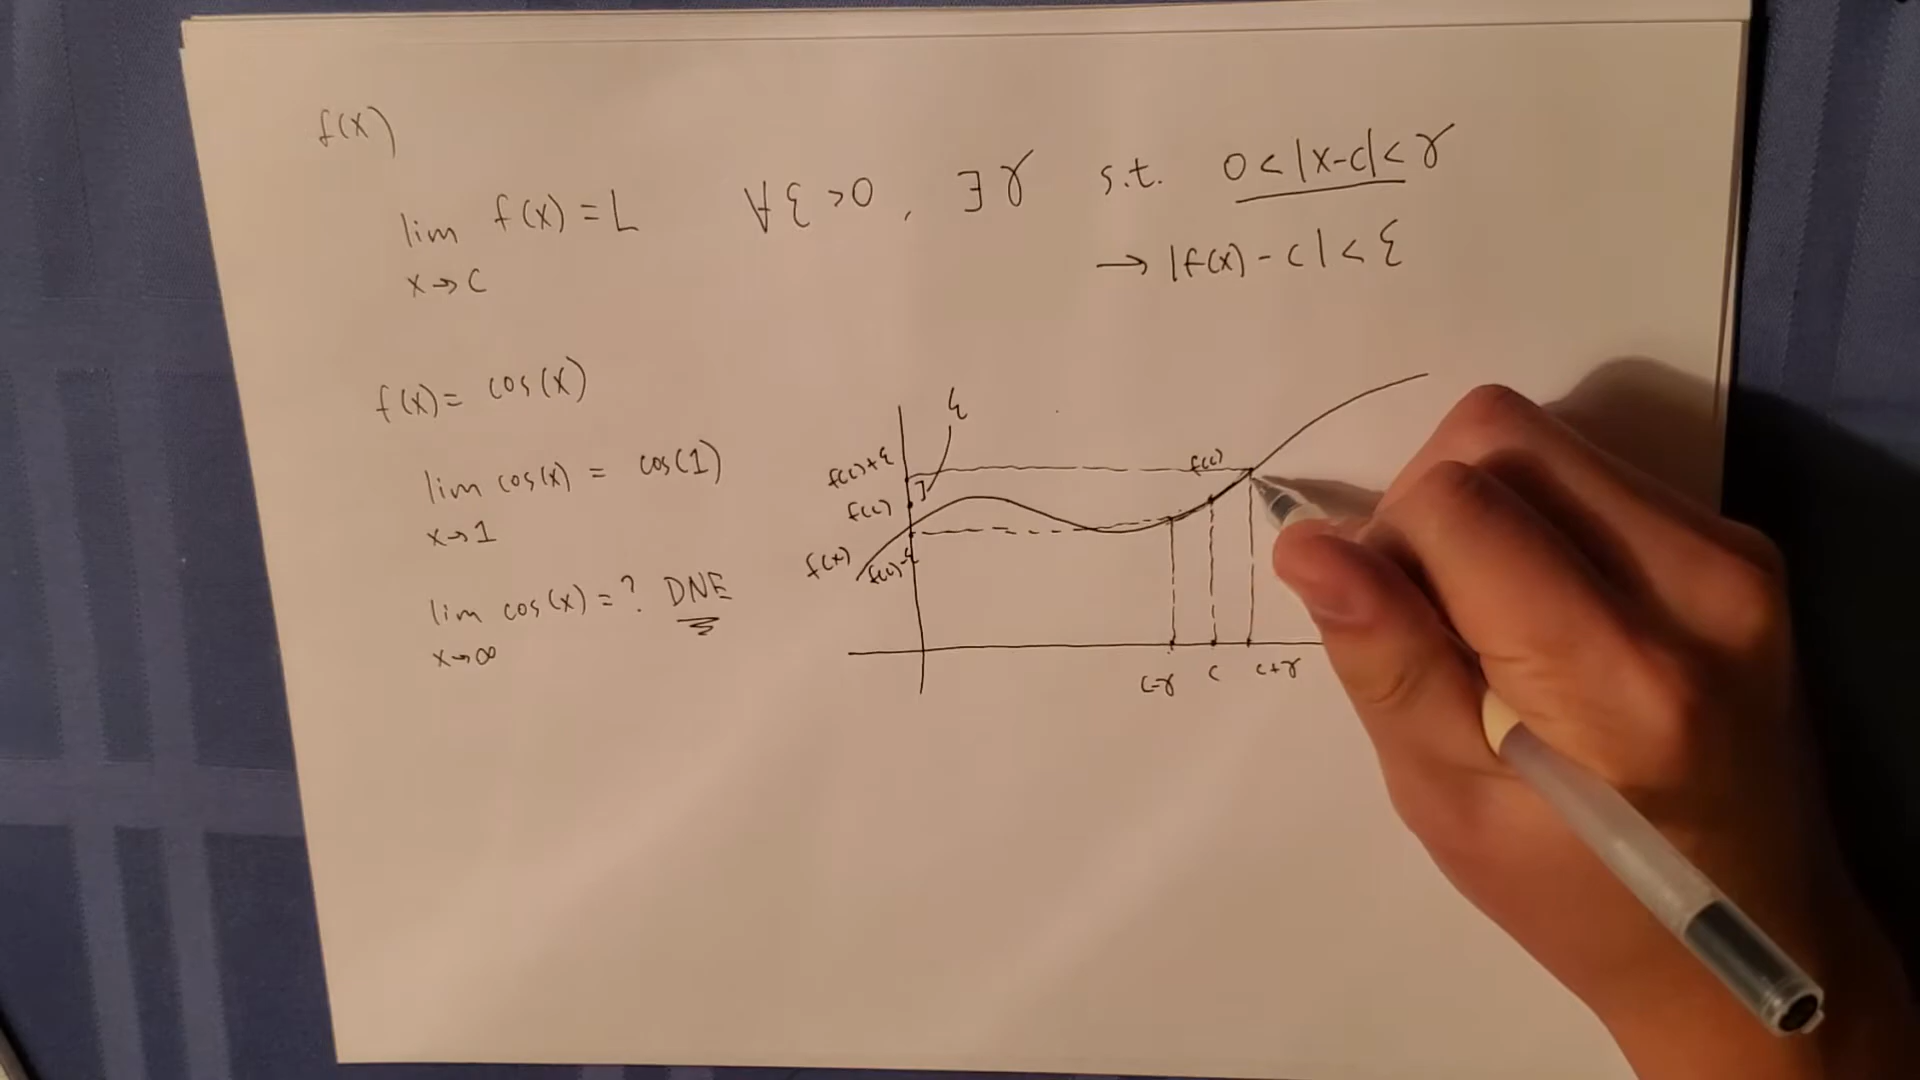 f(x)
lim f(x) = L ∀ε>0, ∃γ s.t. 0<|x-c|<γ
x→c → |f(x)-c|<ε
f(x) = cos(x)
lim cos(x) = cos(1)
x→1
lim cos(x) = ? DNE
x→∞
ε
f(c)+ε
f(c)
f(c)
f(x)
f(c)-ε
c-γ c c+γ